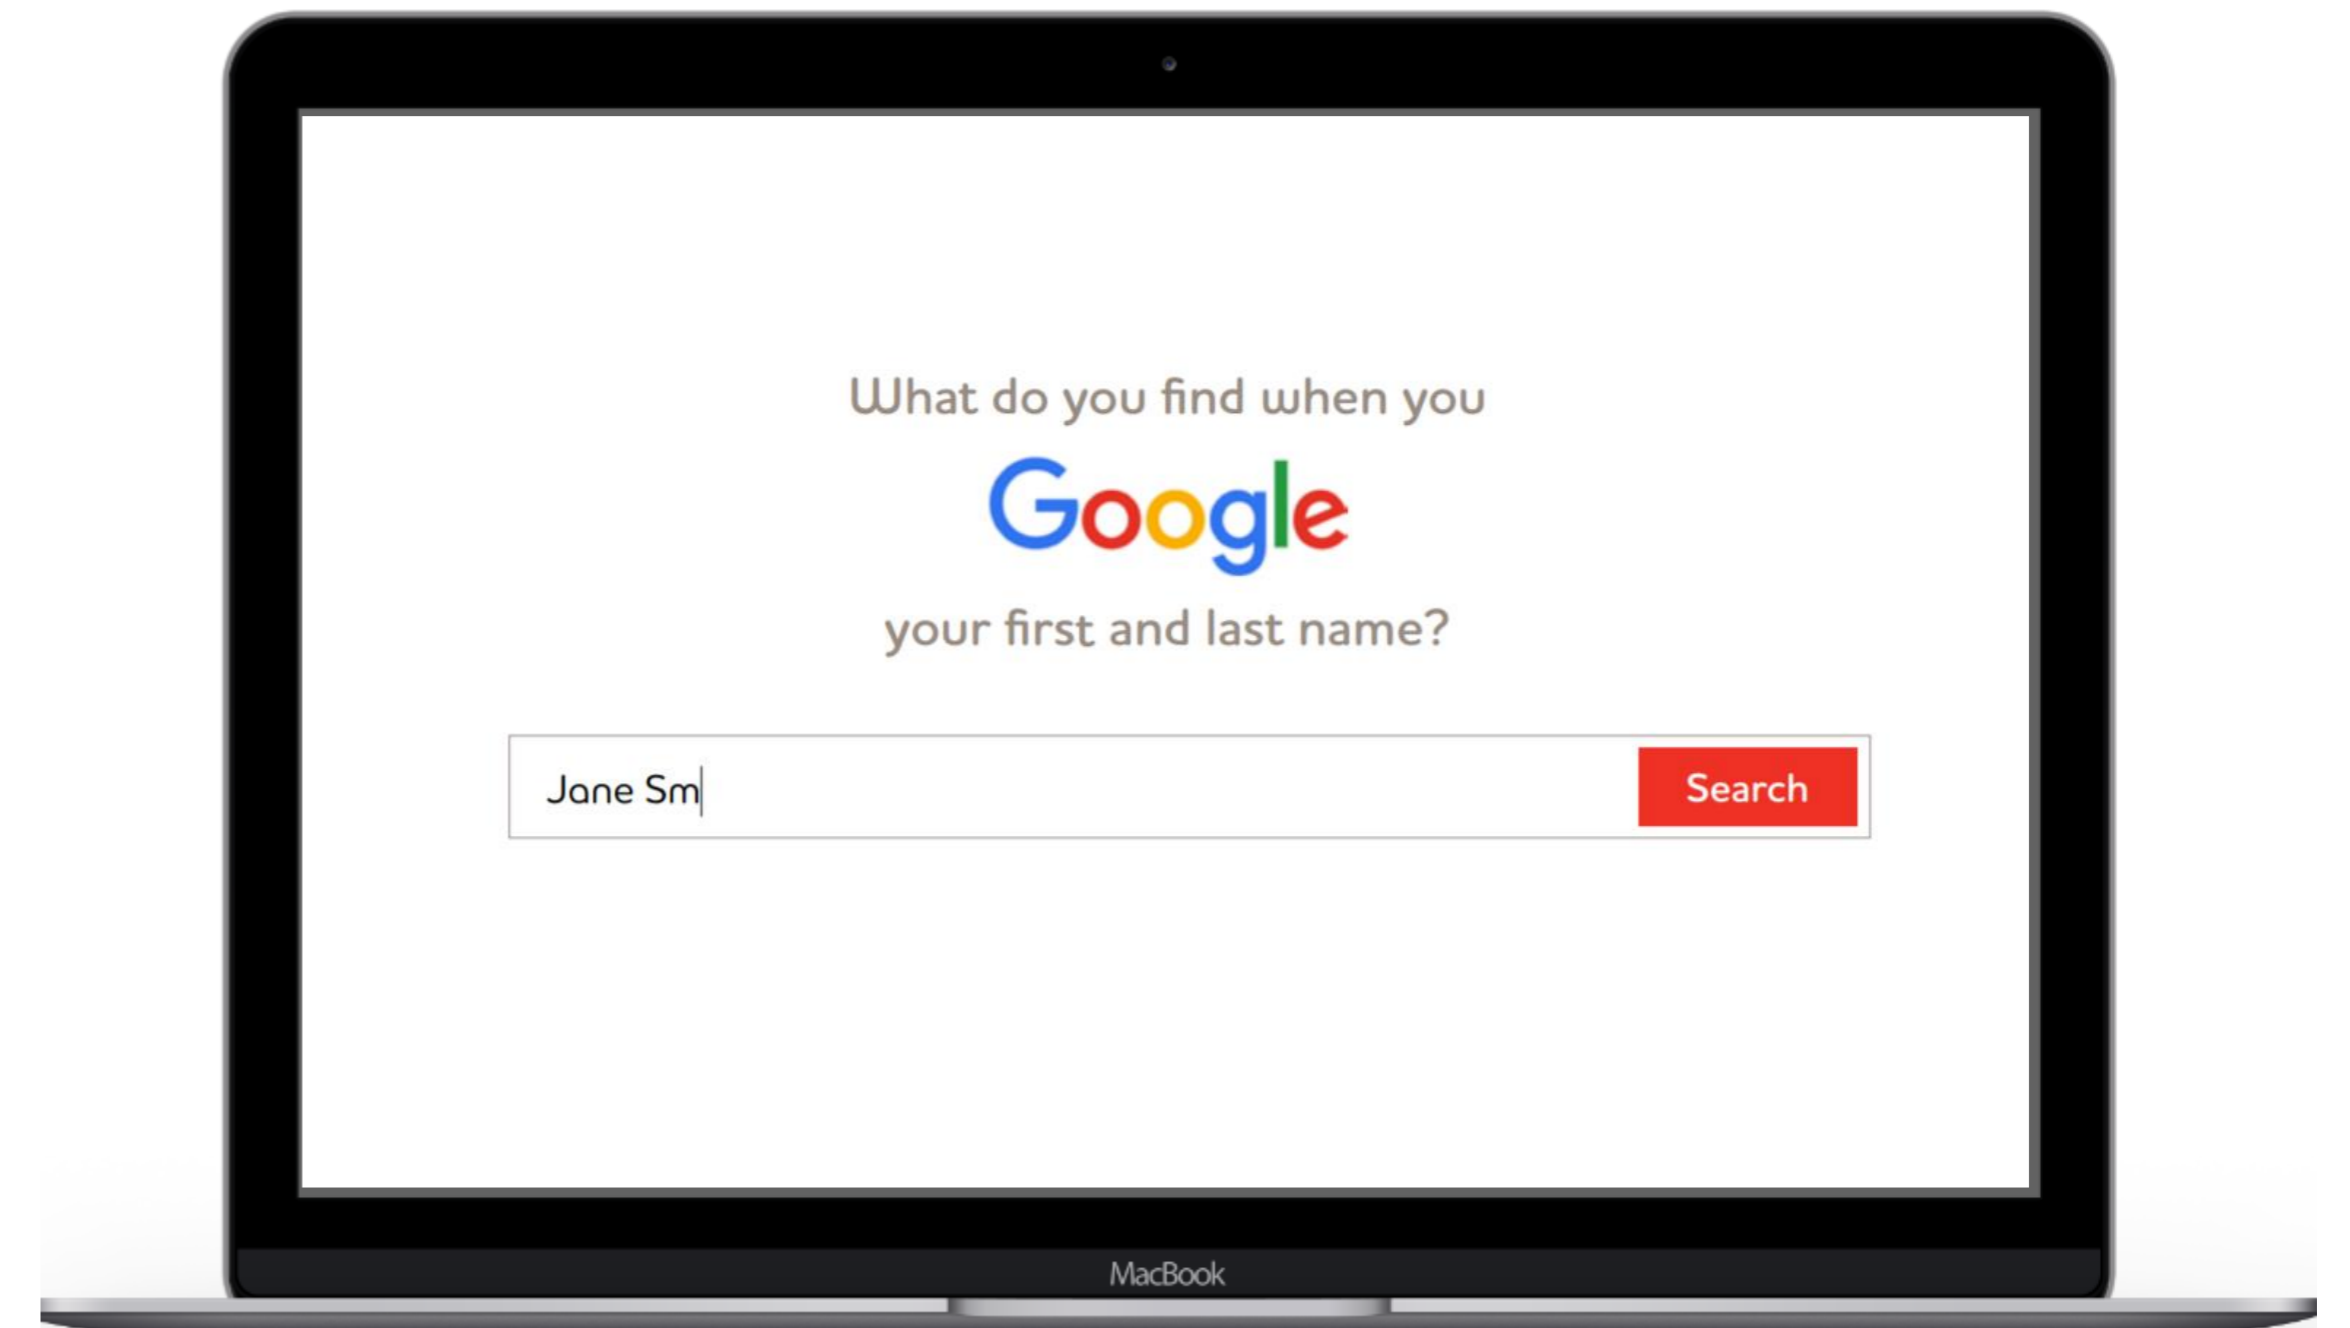 What do you find when you
Google
your first and last name?
Jane Sm
Search
MacBook